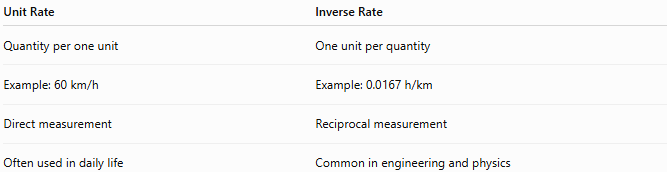 Unit Rate Inverse Rate
Quantity per one unit One unit per quantity
Example: 60 km/h Example: 0.0167 h/km
Direct measurement Reciprocal measurement
Often used in daily life Common in engineering and physics